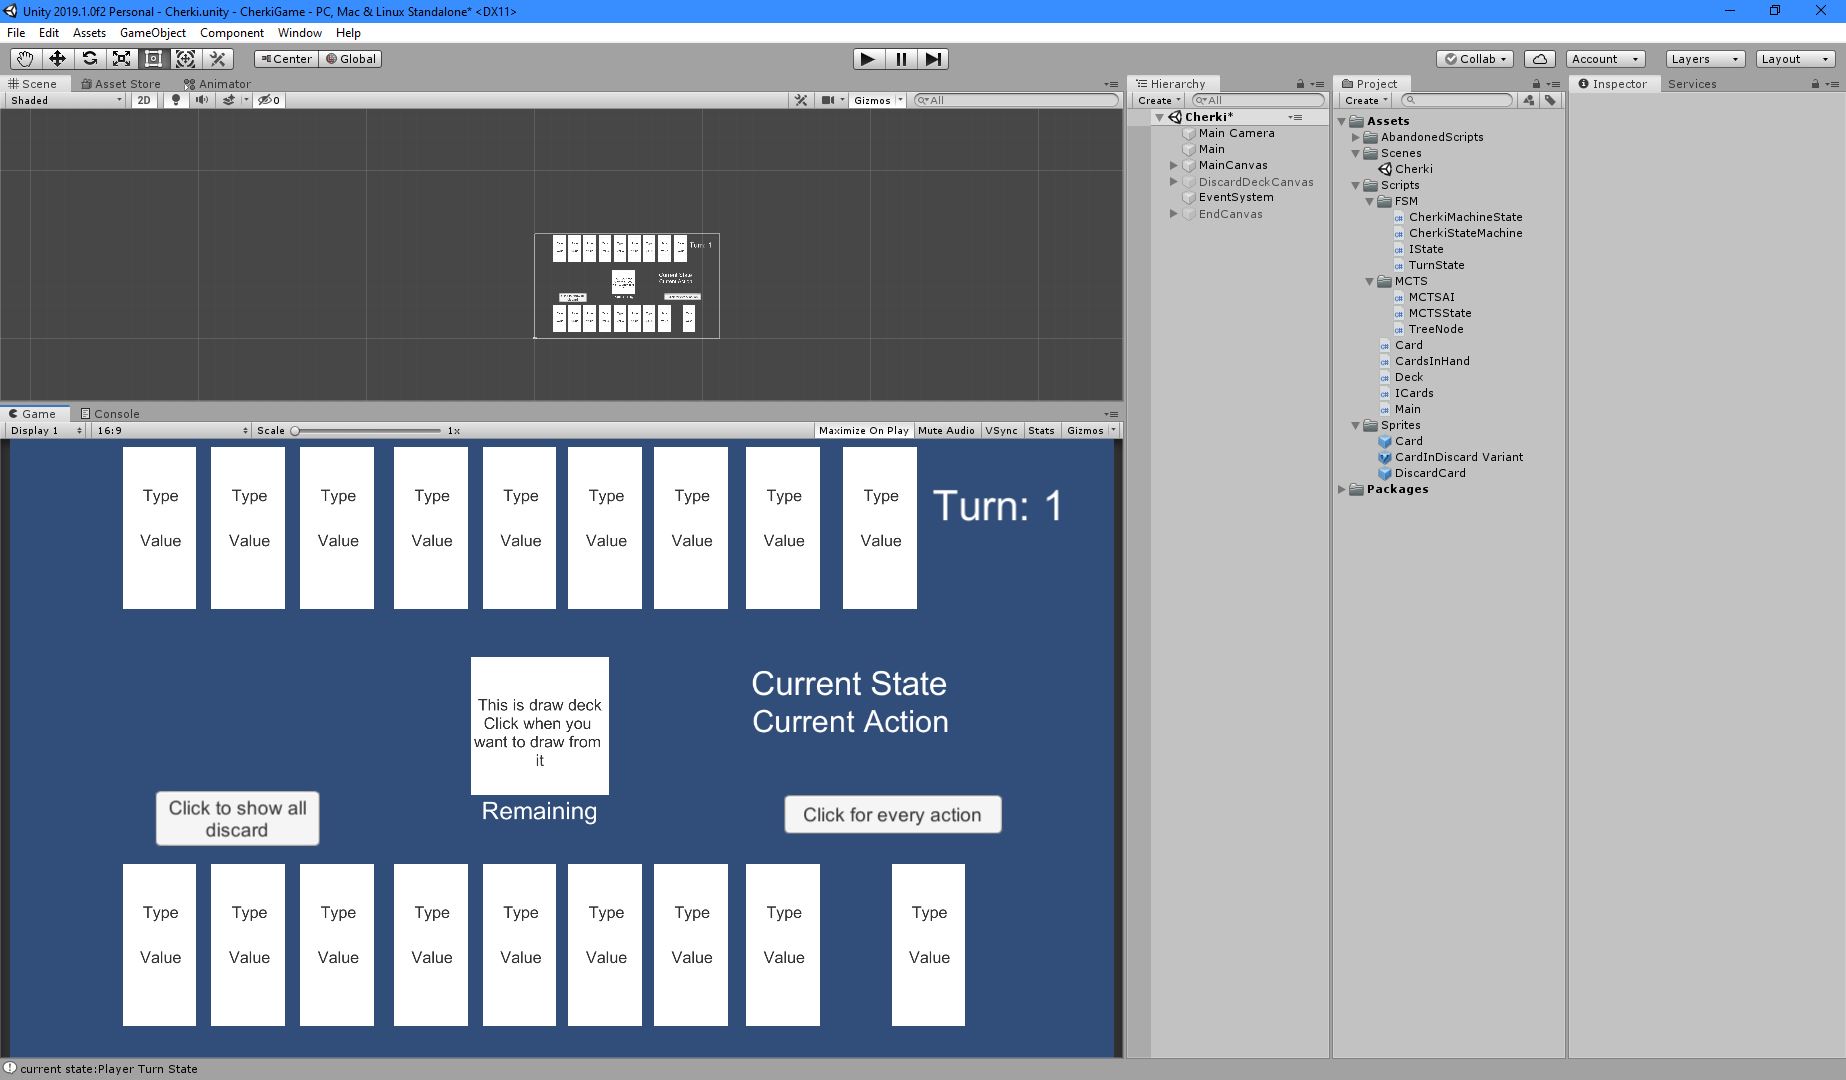 Unity 2019.1.0f2 Personal - Cherki.unity - CherkiGame - PC, Mac & Linux Standalone* <DX11>
File Edit Assets GameObject Component Window Help
Center Global Collab Account Layers Layout
Scene Asset Store Animator
Shaded 2D 0 Gizmos All
Turn: 1
Current State
Current Action
Game Console
Display 1 16:9 Scale 1x Maximize On Play Mute Audio VSync Stats Gizmos
Type Type Type Type Type Type Type Type Type
Value Value Value Value Value Value Value Value Value
Turn: 1
This is draw deck
Click when you
want to draw from
it
Current State
Current Action
Remaining
Click to show all
discard
Click for every action
Type Type Type Type Type Type Type Type Type
Value Value Value Value Value Value Value Value Value
current state:Player Turn State
Hierarchy
Create All
Cherki*
Main Camera
Main
MainCanvas
DiscardDeckCanvas
EventSystem
EndCanvas
Project
Create
Assets
AbandonedScripts
Scenes
Cherki
Scripts
FSM
CherkiMachineState
CherkiStateMachine
IState
TurnState
MCTS
MCTSAI
MCTSState
TreeNode
Card
CardsInHand
Deck
ICards
Main
Sprites
Card
CardInDiscard Variant
DiscardCard
Packages
Inspector Services